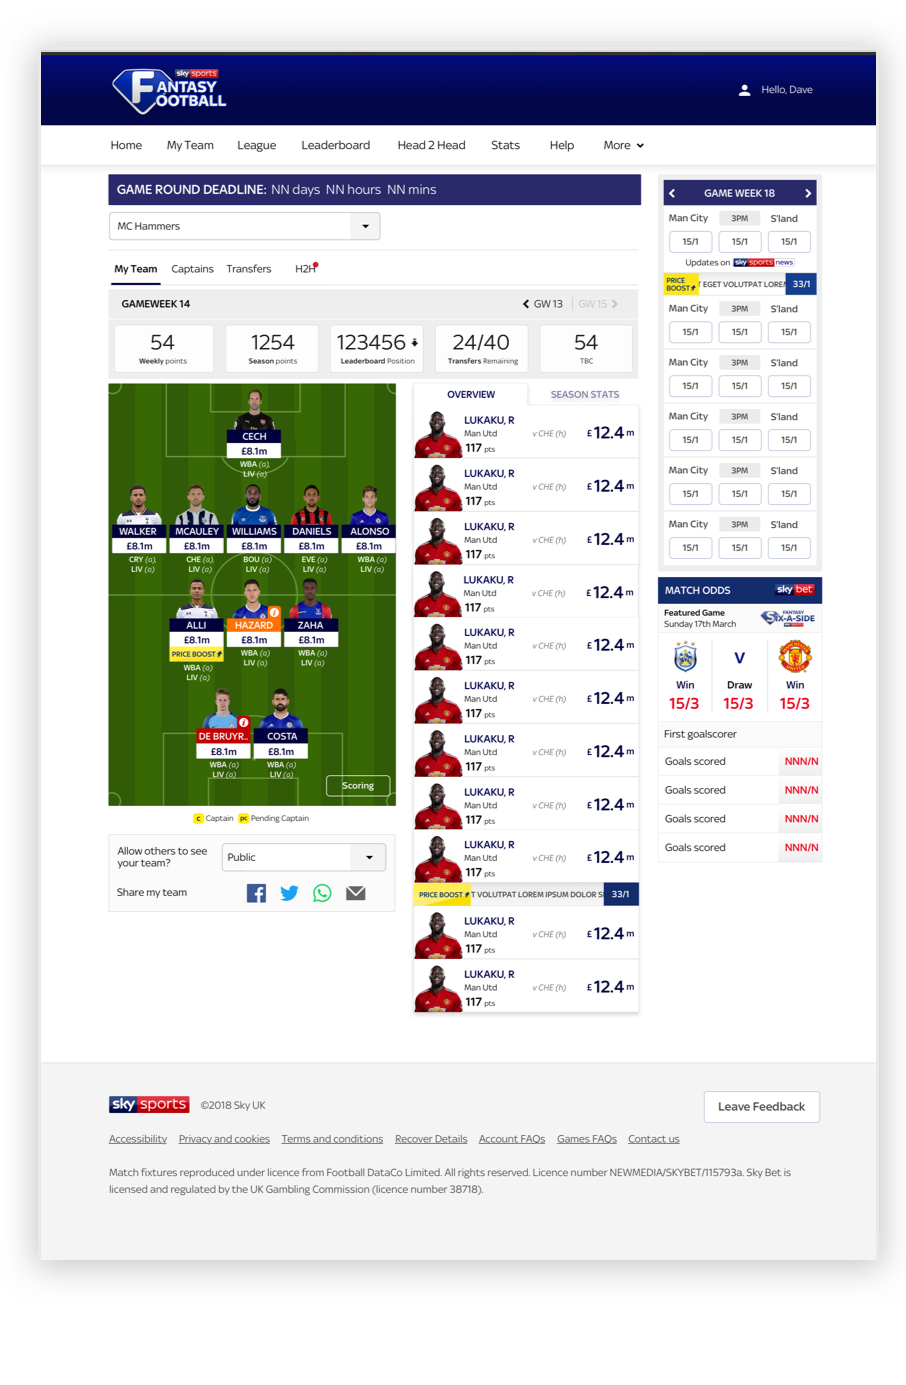 sky sports
FANTASY
FOOTBALL
Hello, Dave
Home My Team League Leaderboard Head 2 Head Stats Help More
GAME ROUND DEADLINE: NN days NN hours NN mins
MC Hammers
My Team Captains Transfers H2H
GAMEWEEK 14
GW 13 GW 15
54
Weekly points
1254
Season points
123456
Leaderboard Position
24/40
Transfers Remaining
54
TBC
CECH
£8.1m
WBA (a),
LIV (a)
WALKER
£8.1m
CRY (a),
LIV (a)
MCAULEY
£8.1m
CHE (a),
LIV (a)
WILLIAMS
£8.1m
BOU (a)
LIV (a)
DANIELS
£8.1m
EVE (a)
LIV (a)
ALONSO
£8.1m
WBA (a)
LIV (a)
ALLI
£8.1m
PRICE BOOST
WBA (a)
LIV (a)
HAZARD
£8.1m
WBA (a)
LIV (a)
ZAHA
£8.1m
WBA (a)
LIV (a)
DE BRUYR..
£8.1m
WBA (a)
LIV (a)
COSTA
£8.1m
WBA (a)
LIV (a)
Scoring
c Captain pc Pending Captain
Allow others to see
your team?
Public
Share my team
OVERVIEW SEASON STATS
LUKAKU, R
Man Utd v CHE (h) £12.4m
117 pts
LUKAKU, R
Man Utd v CHE (h) £12.4m
117 pts
LUKAKU, R
Man Utd v CHE (h) £12.4m
117 pts
LUKAKU, R
Man Utd v CHE (h) £12.4m
117 pts
LUKAKU, R
Man Utd v CHE (h) £12.4m
117 pts
LUKAKU, R
Man Utd v CHE (h) £12.4m
117 pts
LUKAKU, R
Man Utd v CHE (h) £12.4m
117 pts
LUKAKU, R
Man Utd v CHE (h) £12.4m
117 pts
LUKAKU, R
Man Utd v CHE (h) £12.4m
117 pts
PRICE BOOST T VOLUTPAT LOREM IPSUM DOLOR S 33/1
LUKAKU, R
Man Utd v CHE (h) £12.4m
117 pts
LUKAKU, R
Man Utd v CHE (h) £12.4m
117 pts
GAME WEEK 18
Man City 3PM S'land
15/1 15/1 15/1
Updates on sky sports news
PRICE
BOOST
EGET VOLUTPAT LOREM 33/1
Man City 3PM S'land
15/1 15/1 15/1
Man City 3PM S'land
15/1 15/1 15/1
Man City 3PM S'land
15/1 15/1 15/1
Man City 3PM S'land
15/1 15/1 15/1
Man City 3PM S'land
15/1 15/1 15/1
MATCH ODDS sky bet
Featured Game
Sunday 17th March
FANTASY
SIX-A-SIDE
sky sports
V
Win Draw Win
15/3 15/3 15/3
First goalscorer
Goals scored NNN/N
Goals scored NNN/N
Goals scored NNN/N
Goals scored NNN/N
sky sports ©2018 Sky UK
Leave Feedback
Accessibility Privacy and cookies Terms and conditions Recover Details Account FAQs Games FAQs Contact us
Match fixtures reproduced under licence from Football DataCo Limited. All rights reserved. Licence number NEWMEDIA/SKYBET/115793a. Sky Bet is
licensed and regulated by the UK Gambling Commission (licence number 38718).